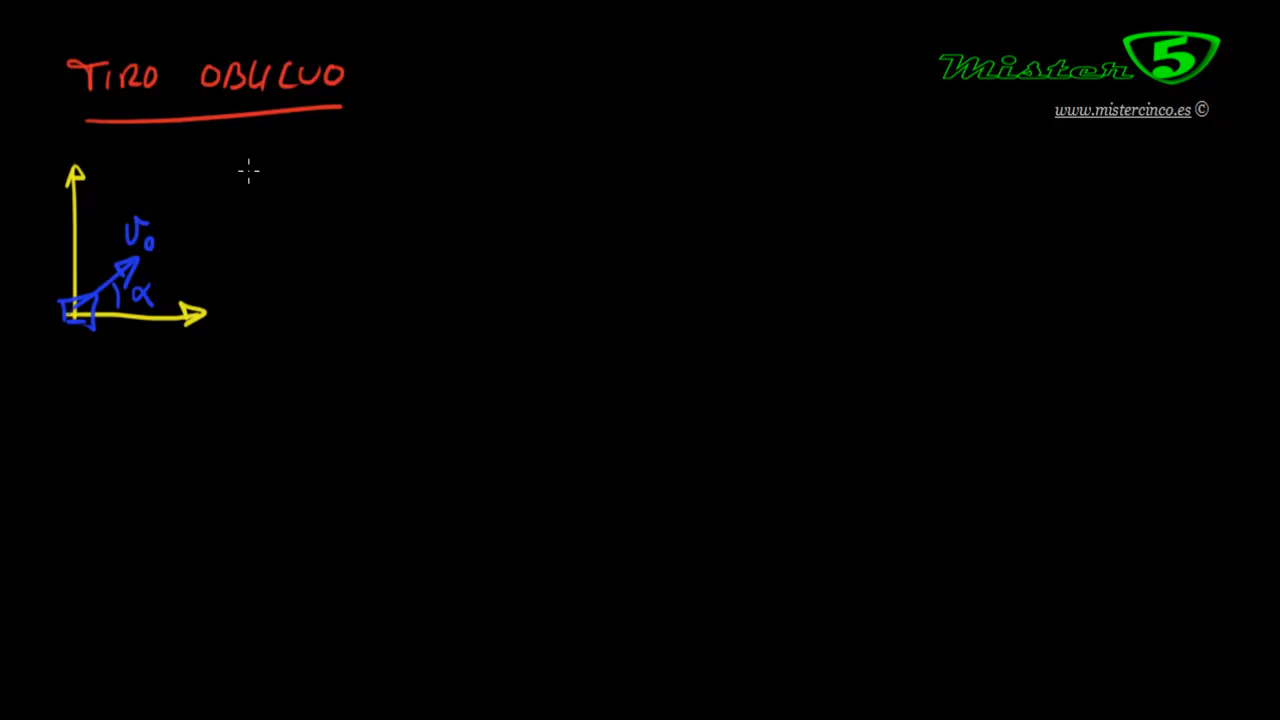 TIRO OBLICUO
Mister 5
www.mistercinco.es ©
v₀
α